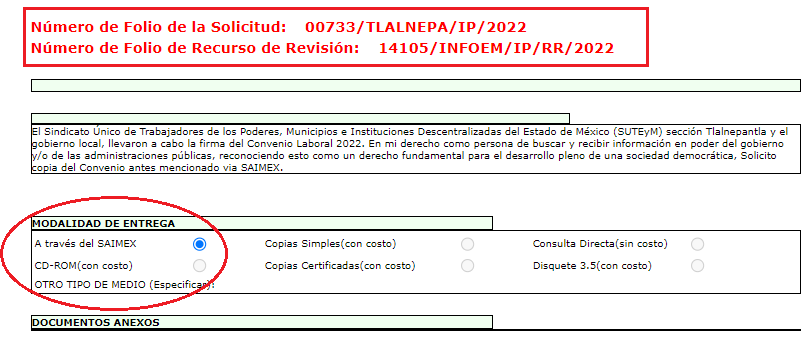 Número de Folio de la Solicitud: 00733/TLALNEPA/IP/2022
Número de Folio de Recurso de Revisión: 14105/INFOEM/IP/RR/2022
El Sindicato Único de Trabajadores de los Poderes, Municipios e Instituciones Descentralizadas del Estado de México (SUTEyM) sección Tlalnepantla y el
gobierno local, llevaron a cabo la firma del Convenio Laboral 2022. En mi derecho como persona de buscar y recibir información en poder del gobierno
y/o de las administraciones públicas, reconociendo esto como un derecho fundamental para el desarrollo pleno de una sociedad democrática, Solicito
copia del Convenio antes mencionado via SAIMEX.
MODALIDAD DE ENTREGA
A través del SAIMEX Copias Simples(con costo) Consulta Directa(sin costo)
CD-ROM(con costo) Copias Certificadas(con costo) Disquete 3.5(con costo)
OTRO TIPO DE MEDIO (Especificar):
DOCUMENTOS ANEXOS